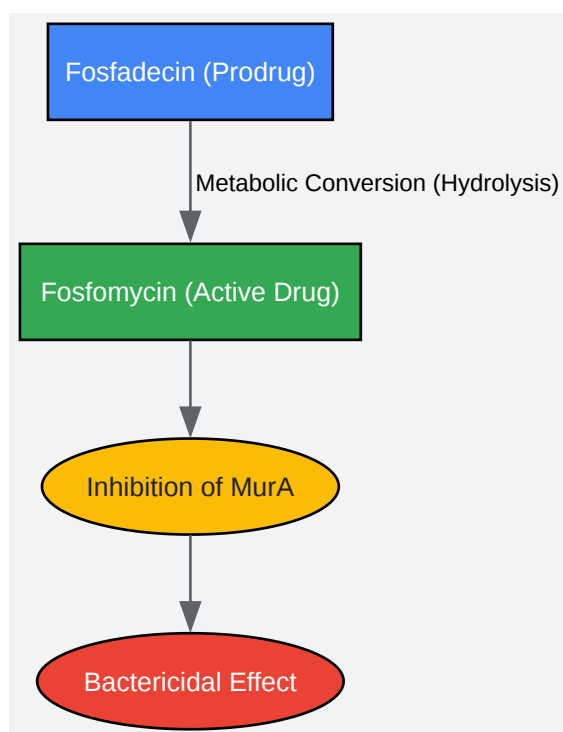 Fosfadecin (Prodrug)
Metabolic Conversion (Hydrolysis)
Fosfomycin (Active Drug)
Inhibition of MurA
Bactericidal Effect